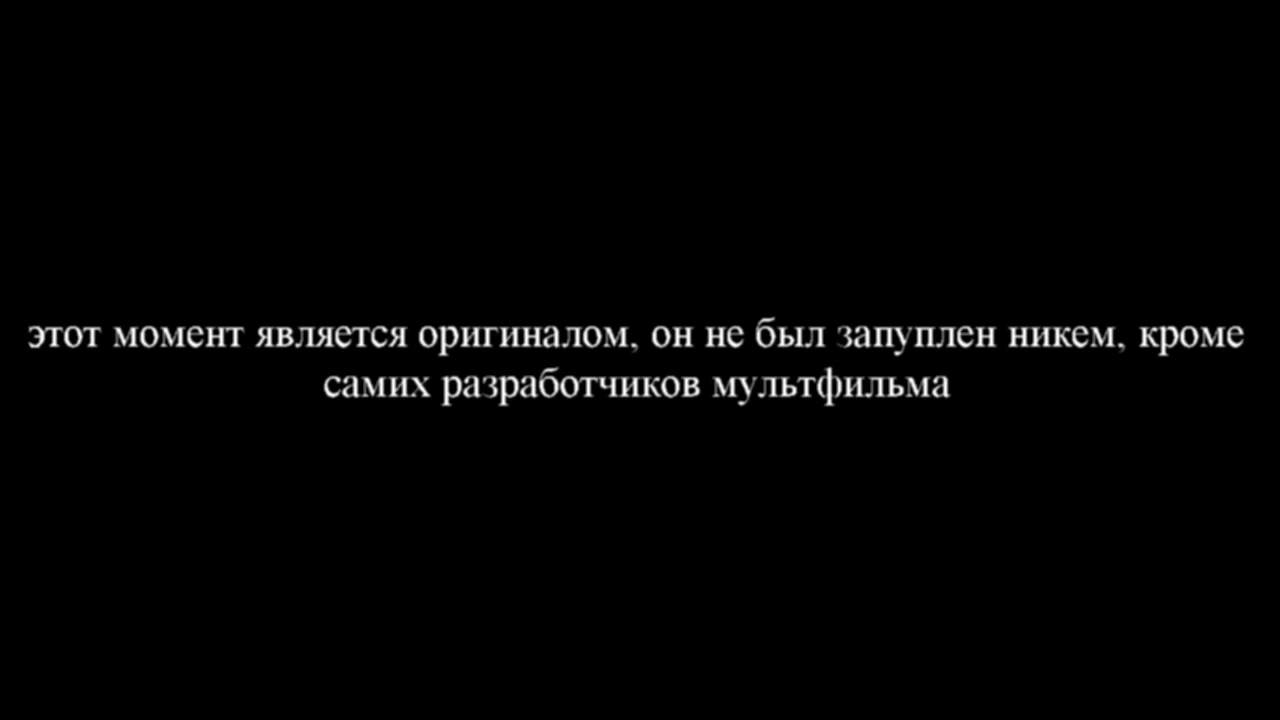 этот момент является оригиналом, он не был запуплен никем, кроме
самих разработчиков мультфильма